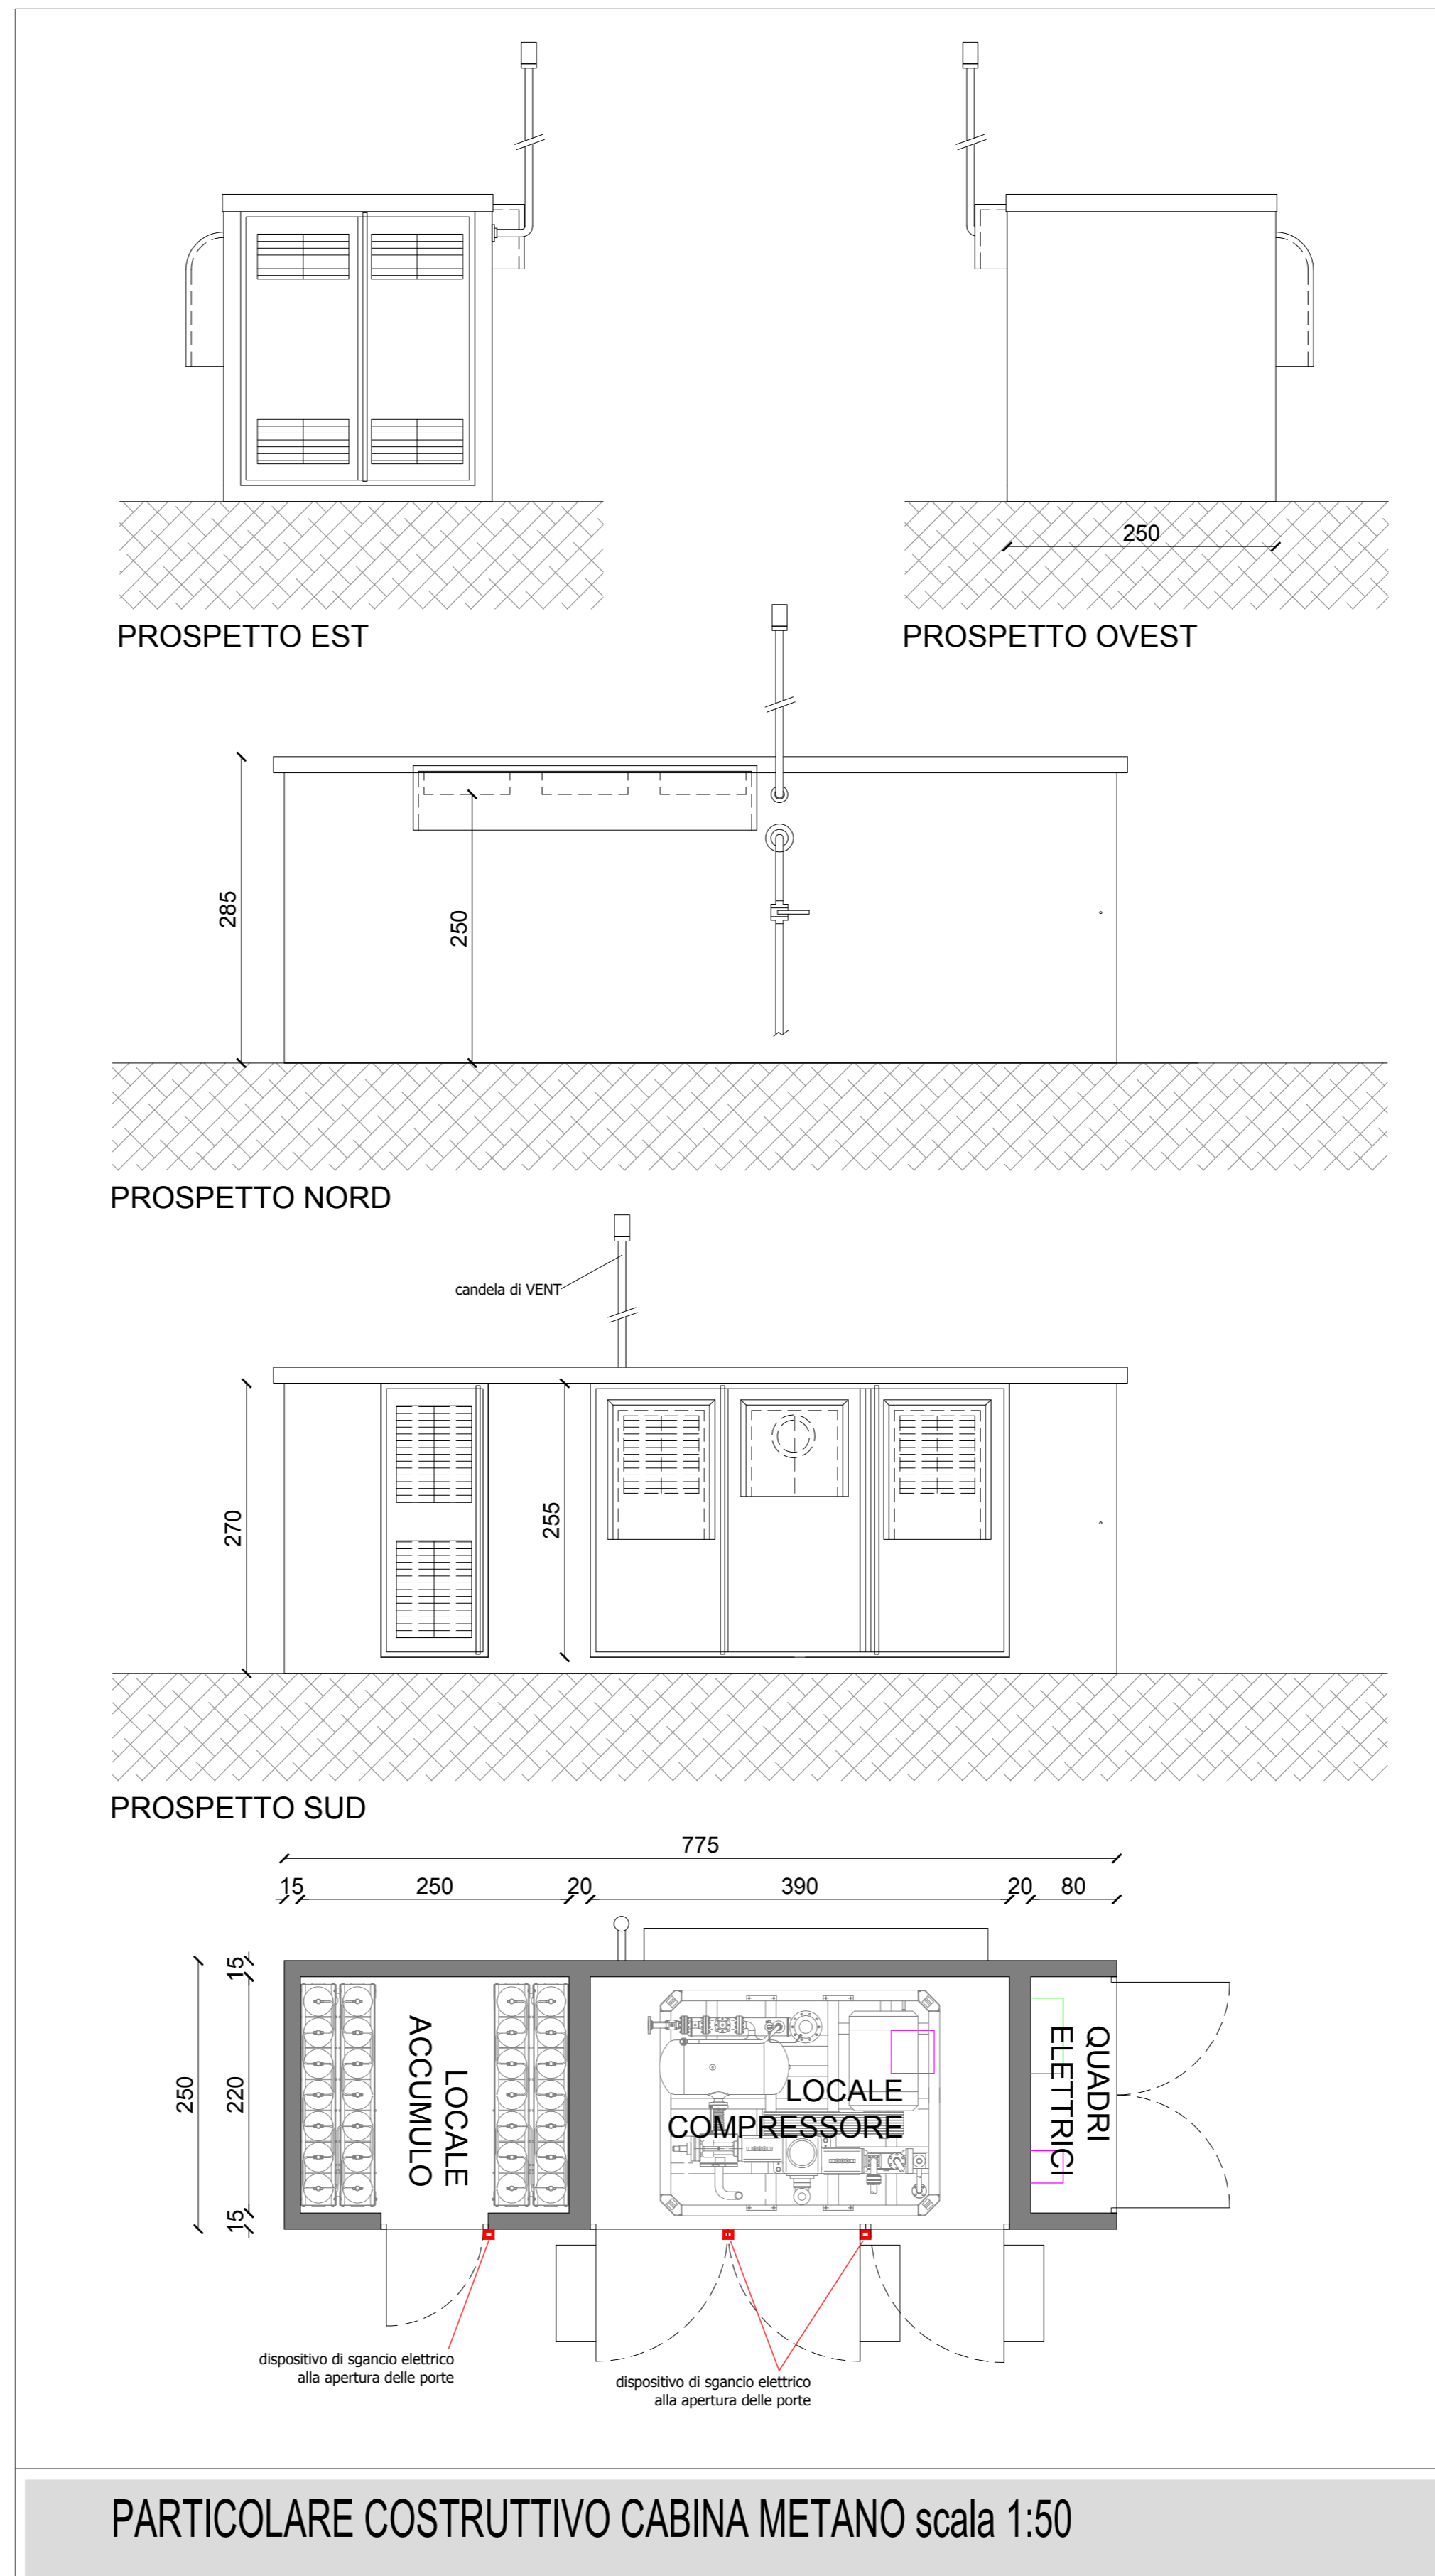 250
PROSPETTO EST
PROSPETTO OVEST
285
250
PROSPETTO NORD
candela di VENT
270
255
PROSPETTO SUD
775
15
250
20
390
20
80
15
250
220
15
LOCALE
ACCUMULO
LOCALE
COMPRESSORE
QUADRI
ELETTRICI
dispositivo di sgancio elettrico
alla apertura delle porte
dispositivo di sgancio elettrico
alla apertura delle porte
PARTICOLARE COSTRUTTIVO CABINA METANO scala 1:50